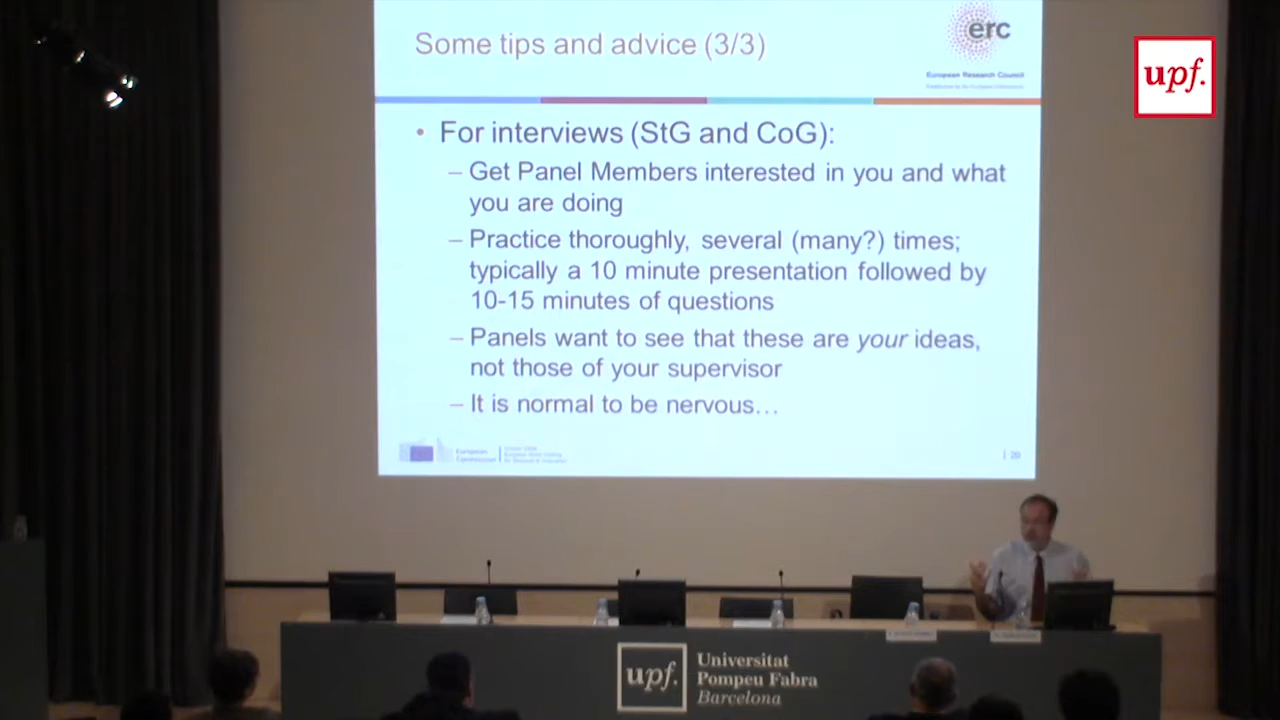 Some tips and advice (3/3)
erc
European Research Council
upf.
• For interviews (StG and CoG):
– Get Panel Members interested in you and what
you are doing
– Practice thoroughly, several (many?) times;
typically a 10 minute presentation followed by
10-15 minutes of questions
– Panels want to see that these are your ideas,
not those of your supervisor
– It is normal to be nervous…
European
Commission
| 20
upf.
Universitat
Pompeu Fabra
Barcelona